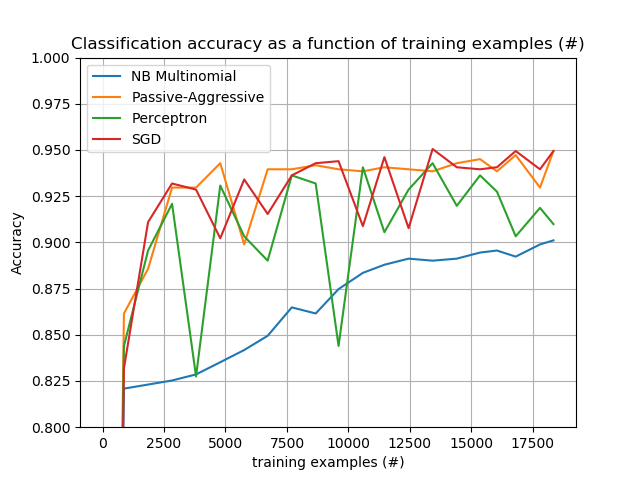 Classification accuracy as a function of training examples (#)
1.000
0.975
0.950
0.925
0.900
0.875
0.850
0.825
0.800
Accuracy
NB Multinomial
Passive-Aggressive
Perceptron
SGD
0 2500 5000 7500 10000 12500 15000 17500
training examples (#)